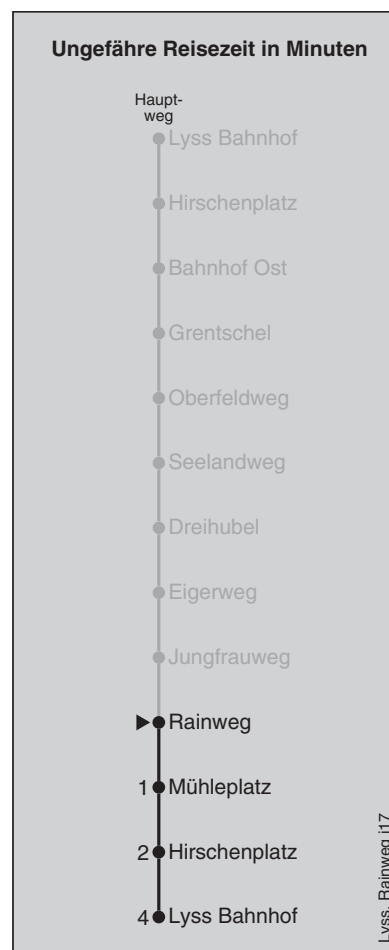 Ungefähre Reisezeit in Minuten
Haupt-
weg
Lyss Bahnhof
Hirschenplatz
Bahnhof Ost
Grentschel
Oberfeldweg
Seelandweg
Dreihubel
Eigerweg
Jungfrauweg
Rainweg
1 Mühleplatz
2 Hirschenplatz
4 Lyss Bahnhof
Lyss, Rainweg j17